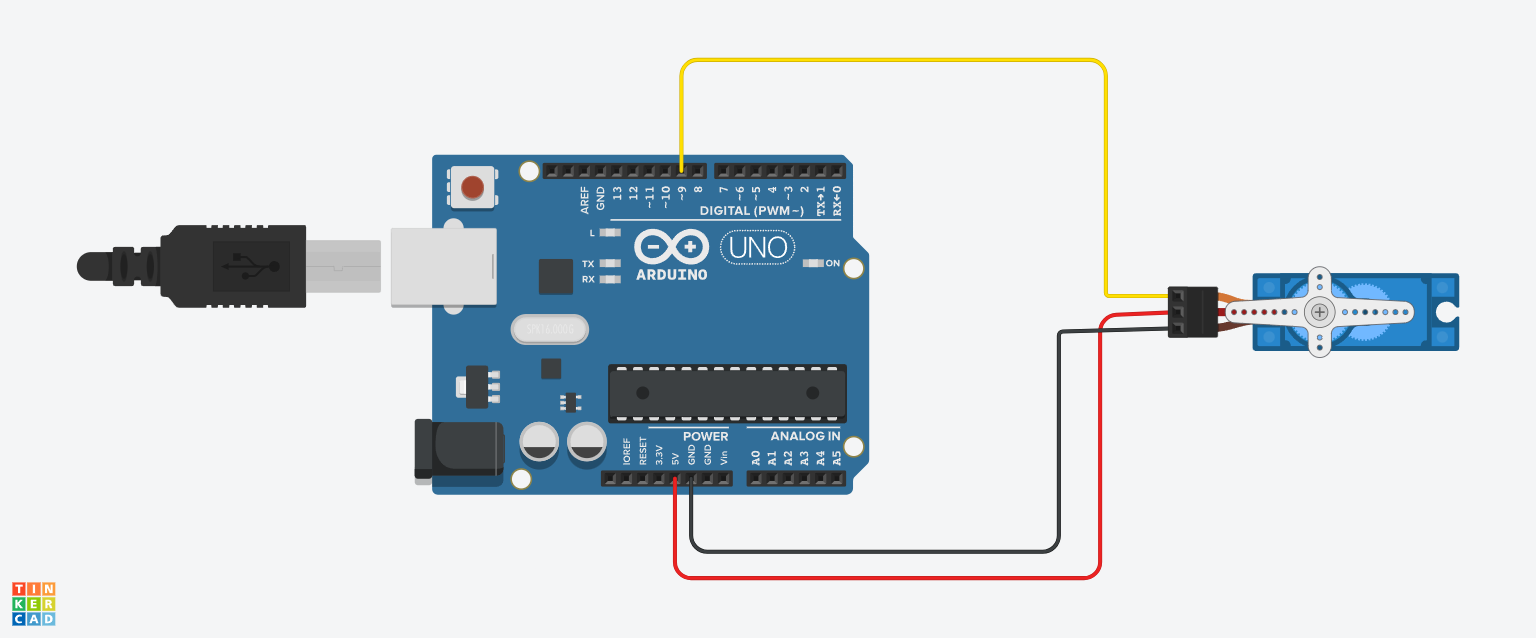 AREF
GND
13
12
~11
~10
~9
8
7
~6
~5
4
~3
2
TX→1
RX←0
DIGITAL (PWM~)
L
TX
RX
UNO
ON
ARDUINO
POWER
ANALOG IN
IOREF
RESET
3.3V
5V
GND
GND
Vin
A0
A1
A2
A3
A4
A5
TIN
KER
CAD